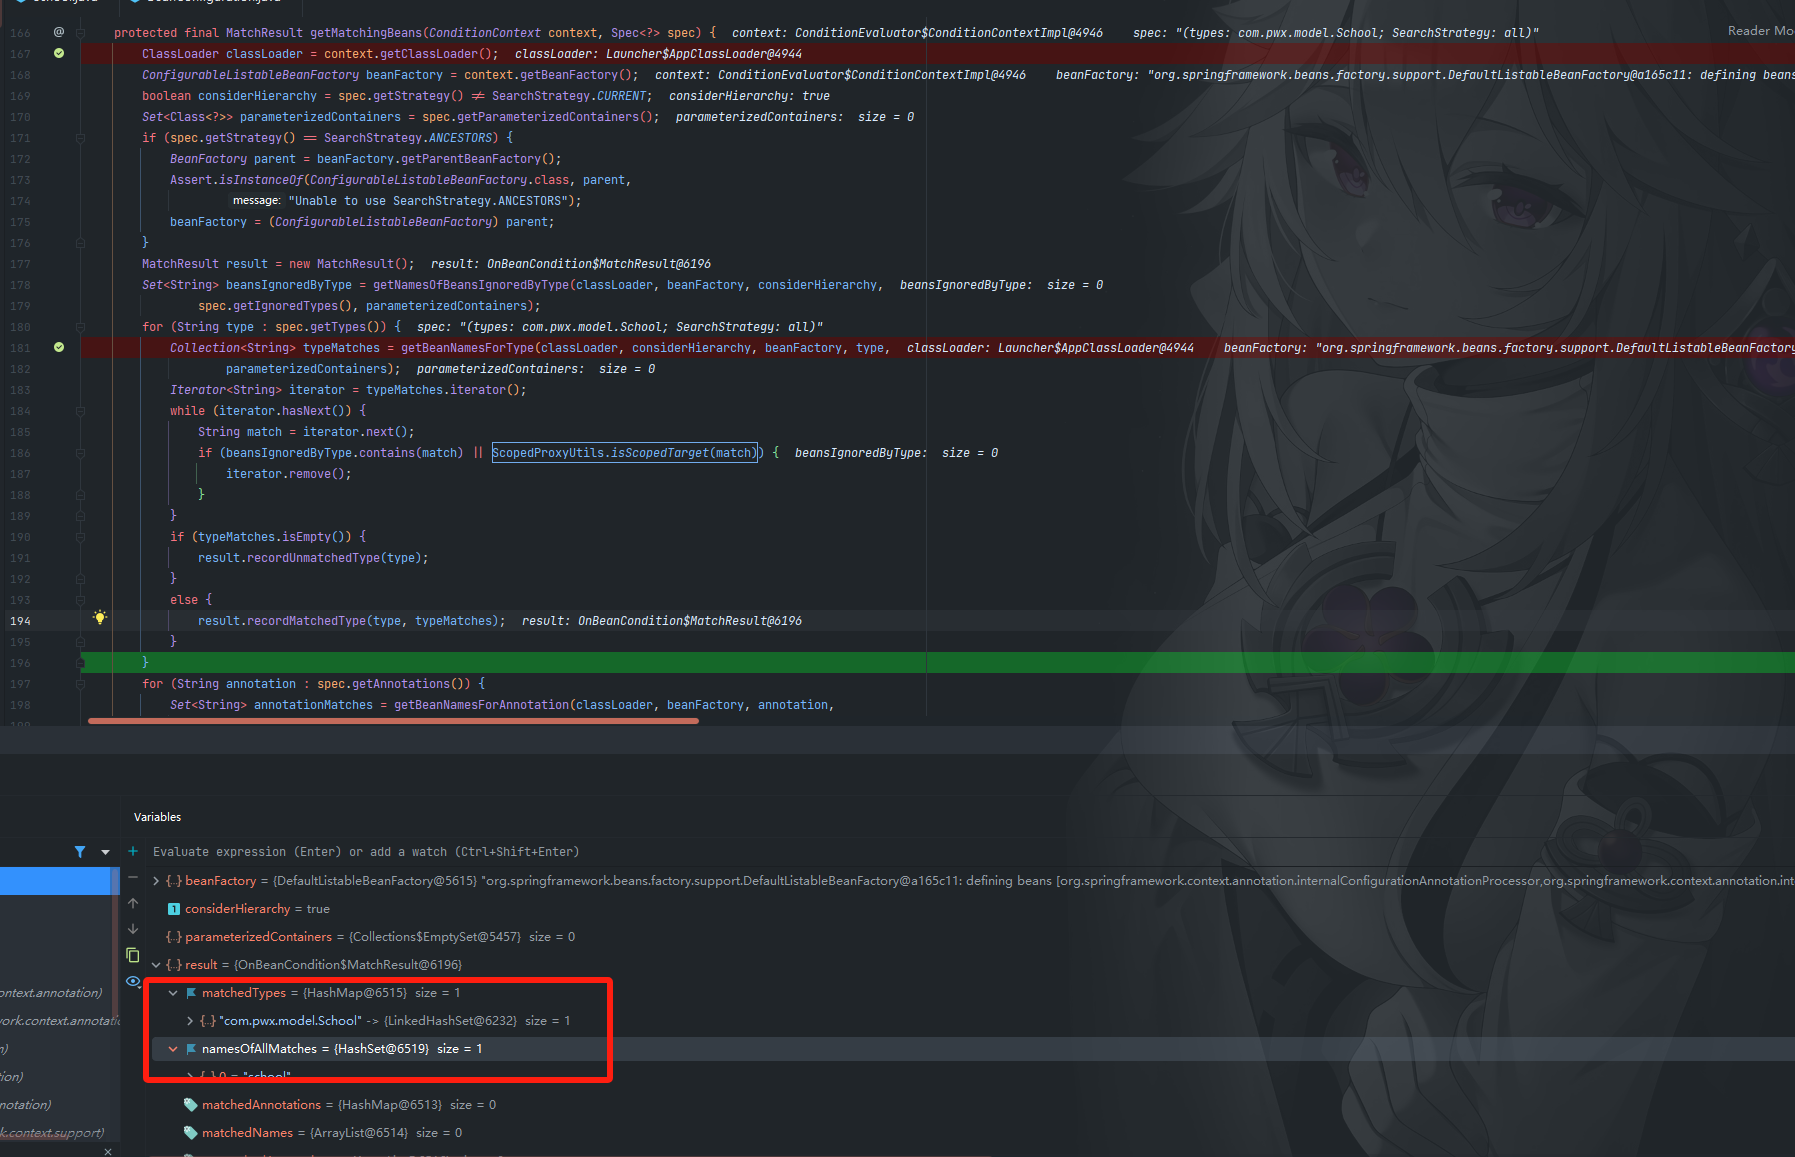 Reader Mo
166 @ protected final MatchResult getMatchingBeans(ConditionContext context, Spec<?> spec) { context: ConditionEvaluator$ConditionContextImpl@4946 spec: "(types: com.pwx.model.School; SearchStrategy: all)"
167 ClassLoader classLoader = context.getClassLoader(); classLoader: Launcher$AppClassLoader@4944
168 ConfigurableListableBeanFactory beanFactory = context.getBeanFactory(); context: ConditionEvaluator$ConditionContextImpl@4946 beanFactory: "org.springframework.beans.factory.support.DefaultListableBeanFactory@a165c11: defining beans
169 boolean considerHierarchy = spec.getStrategy() ≠ SearchStrategy.CURRENT; considerHierarchy: true
170 Set<Class<?>> parameterizedContainers = spec.getParameterizedContainers(); parameterizedContainers: size = 0
171 if (spec.getStrategy() == SearchStrategy.ANCESTORS) {
172 BeanFactory parent = beanFactory.getParentBeanFactory();
173 Assert.isInstanceOf(ConfigurableListableBeanFactory.class, parent,
174 message: "Unable to use SearchStrategy.ANCESTORS");
175 beanFactory = (ConfigurableListableBeanFactory) parent;
176 }
177 MatchResult result = new MatchResult(); result: OnBeanCondition$MatchResult@6196
178 Set<String> beansIgnoredByType = getNamesOfBeansIgnoredByType(classLoader, beanFactory, considerHierarchy, beansIgnoredByType: size = 0
179 spec.getIgnoredTypes(), parameterizedContainers);
180 for (String type : spec.getTypes()) { spec: "(types: com.pwx.model.School; SearchStrategy: all)"
181 Collection<String> typeMatches = getBeanNamesForType(classLoader, considerHierarchy, beanFactory, type, classLoader: Launcher$AppClassLoader@4944 beanFactory: "org.springframework.beans.factory.support.DefaultListableBeanFactory
182 parameterizedContainers); parameterizedContainers: size = 0
183 Iterator<String> iterator = typeMatches.iterator();
184 while (iterator.hasNext()) {
185 String match = iterator.next();
186 if (beansIgnoredByType.contains(match) || ScopedProxyUtils.isScopedTarget(match)) { beansIgnoredByType: size = 0
187 iterator.remove();
188 }
189 }
190 if (typeMatches.isEmpty()) {
191 result.recordUnmatchedType(type);
192 }
193 else {
194 result.recordMatchedType(type, typeMatches); result: OnBeanCondition$MatchResult@6196
195 }
196 }
197 for (String annotation : spec.getAnnotations()) {
198 Set<String> annotationMatches = getBeanNamesForAnnotation(classLoader, beanFactory, annotation,
Variables
Evaluate expression (Enter) or add a watch (Ctrl+Shift+Enter)
beanFactory = {DefaultListableBeanFactory@5615} "org.springframework.beans.factory.support.DefaultListableBeanFactory@a165c11: defining beans [org.springframework.context.annotation.internalConfigurationAnnotationProcessor,org.springframework.context.annotation.inte
considerHierarchy = true
parameterizedContainers = {Collections$EmptySet@5457} size = 0
result = {OnBeanCondition$MatchResult@6196}
ontext.annotation) matchedTypes = {HashMap@6515} size = 1
work.context.annotatio "com.pwx.model.School" -> {LinkedHashSet@6232} size = 1
n) namesOfAllMatches = {HashSet@6519} size = 1
tion) 0 = "school"
notation) matchedAnnotations = {HashMap@6513} size = 0
k.context.support) matchedNames = {ArrayList@6514} size = 0